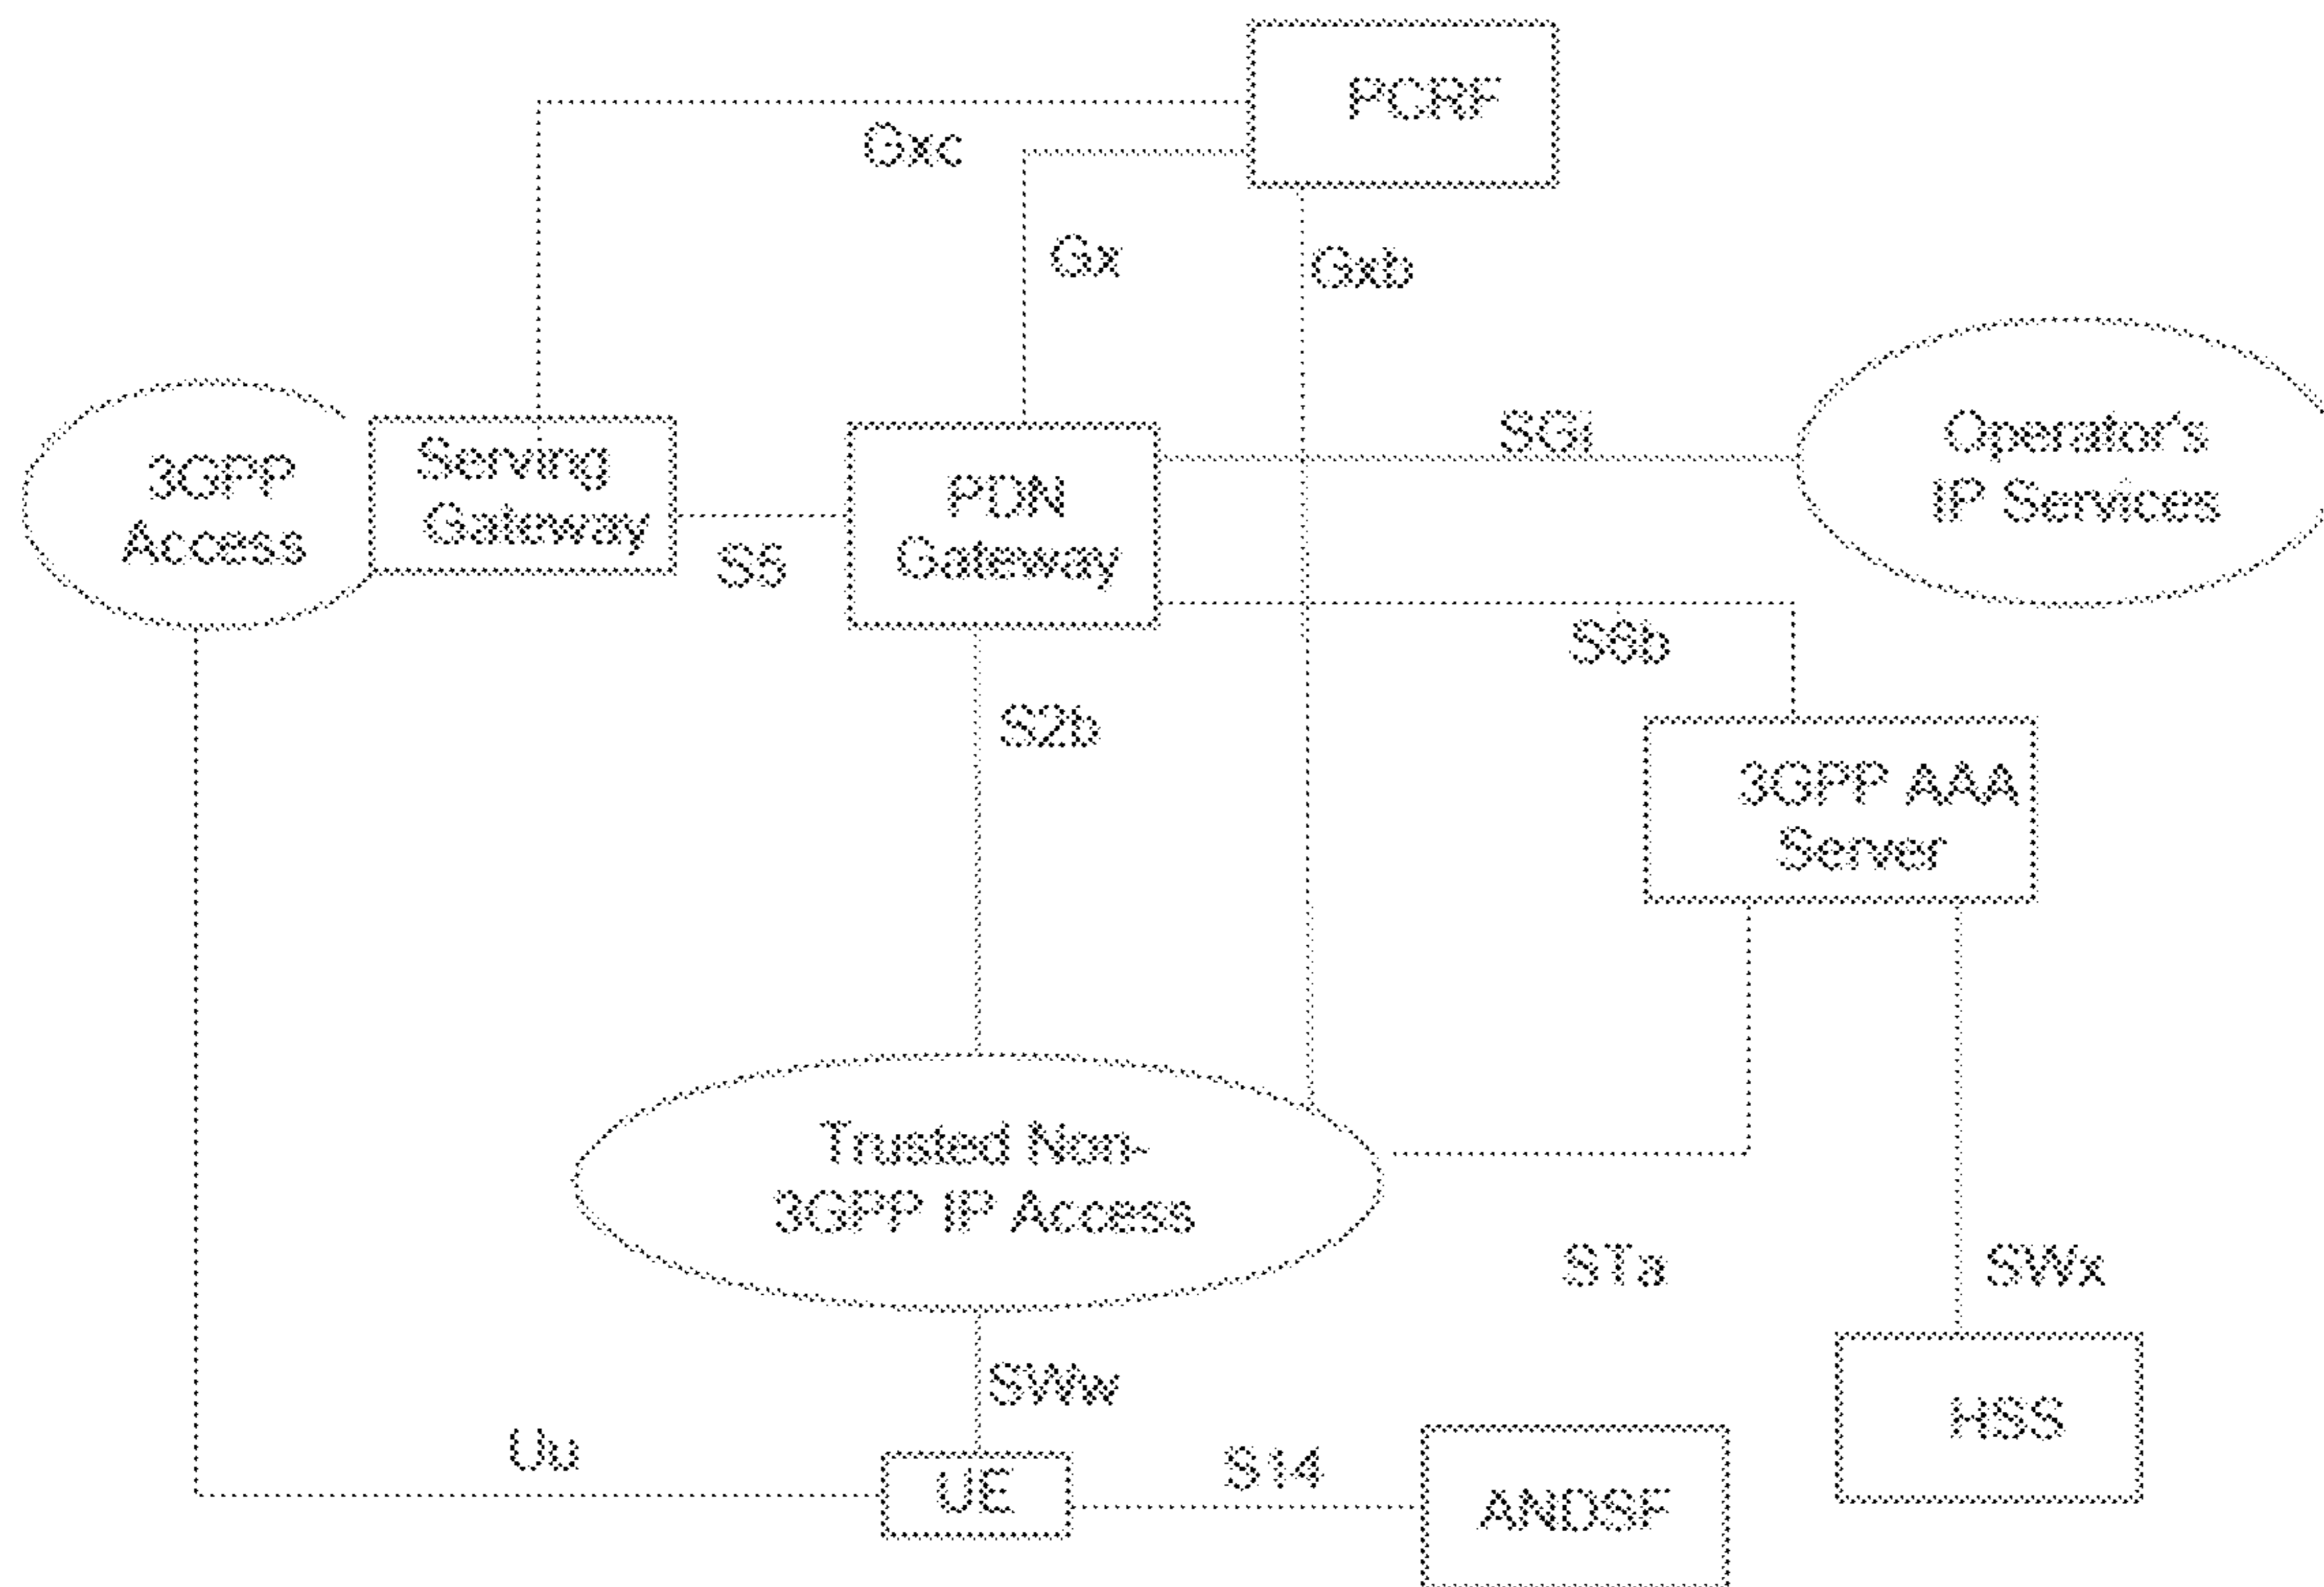 PCRF
Gxc
Gx
Gxb
3GPP
Access
Serving
Gateway
S5
PDN
Gateway
SGi
Operator's
IP Services
S6b
S2b
3GPP AAA
Server
Trusted Non-
3GPP IP Access
STa
SWx
SWw
Uu
UE
S14
ANDSF
HSS